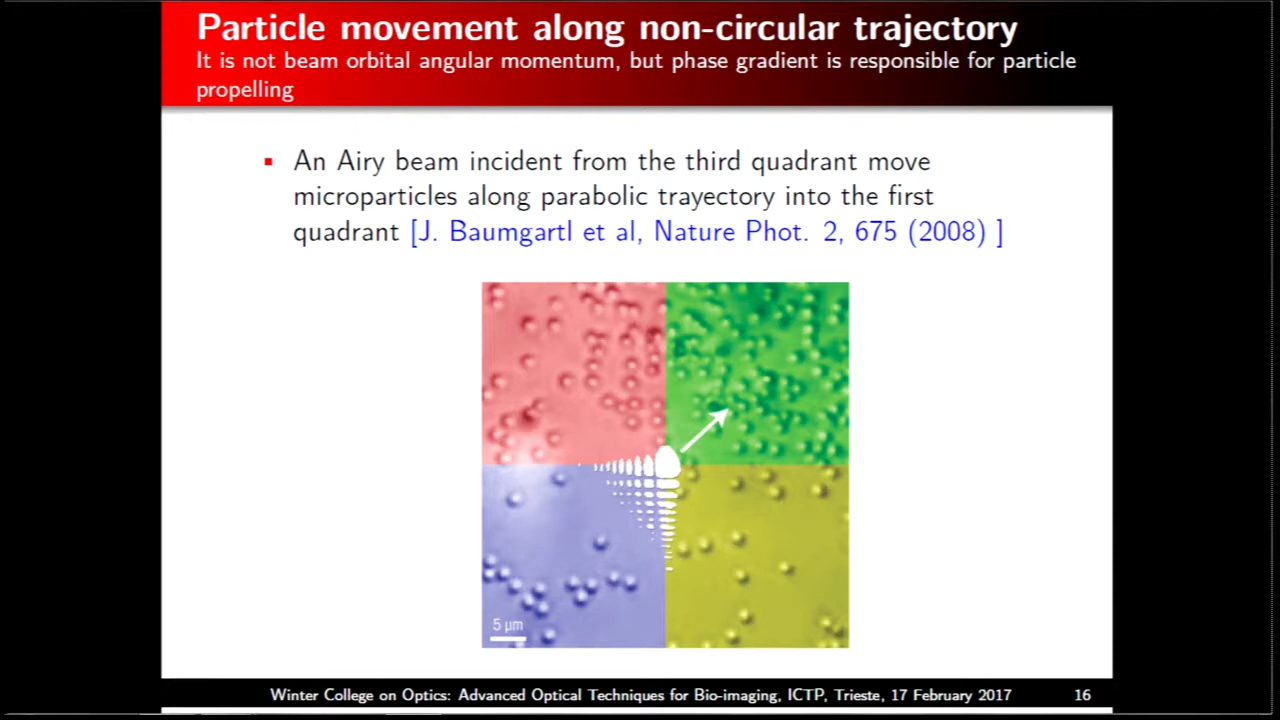 Particle movement along non-circular trajectory
It is not beam orbital angular momentum, but phase gradient is responsible for particle
propelling
An Airy beam incident from the third quadrant move
microparticles along parabolic trayectory into the first
quadrant [J. Baumgartl et al, Nature Phot. 2, 675 (2008) ]
5 µm
Winter College on Optics: Advanced Optical Techniques for Bio-imaging, ICTP, Trieste, 17 February 2017 16